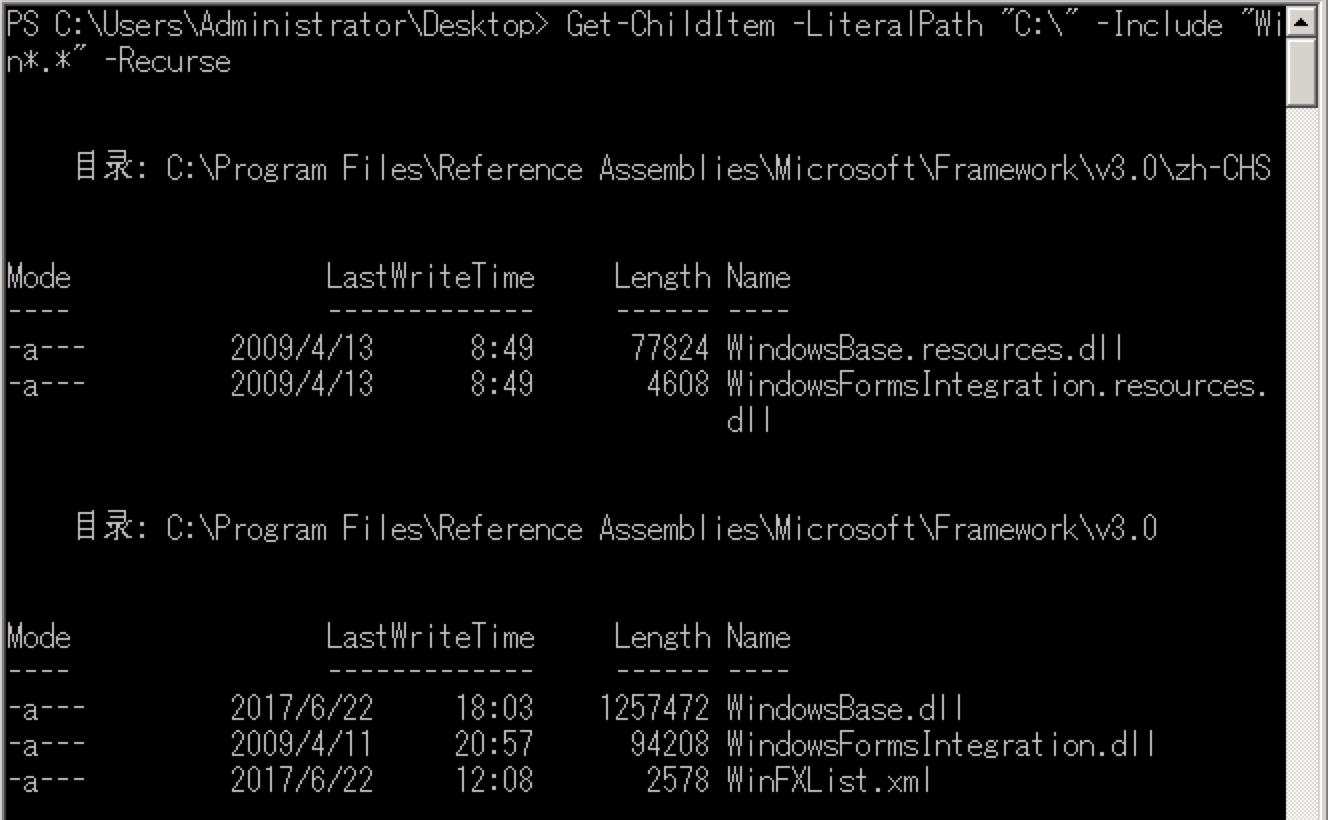 PS C:\Users\Administrator\Desktop> Get-ChildItem -LiteralPath "C:\" -Include "Wi
n*.*" -Recurse
目录: C:\Program Files\Reference Assemblies\Microsoft\Framework\v3.0\zh-CHS
Mode LastWriteTime Length Name
---- ------------- ------ ----
-a--- 2009/4/13 8:49 77824 WindowsBase.resources.dll
-a--- 2009/4/13 8:49 4608 WindowsFormsIntegration.resources.
dll
目录: C:\Program Files\Reference Assemblies\Microsoft\Framework\v3.0
Mode LastWriteTime Length Name
---- ------------- ------ ----
-a--- 2017/6/22 18:03 1257472 WindowsBase.dll
-a--- 2009/4/11 20:57 94208 WindowsFormsIntegration.dll
-a--- 2017/6/22 12:08 2578 WinFXList.xml